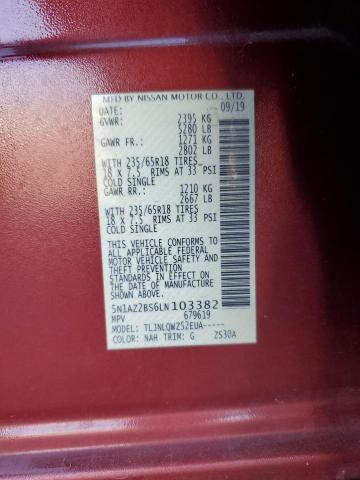 MFD BY NISSAN MOTOR CO., LTD.
DATE: 09/19
GVWR: 2395 KG
5280 LB
GAWR FR.: 1271 KG
2802 LB
WITH 235/65R18 TIRES
18 X 7.5 RIMS AT 33 PSI
COLD SINGLE
GAWR RR.: 1210 KG
2667 LB
WITH 235/65R18 TIRES
18 X 7.5 RIMS AT 33 PSI
COLD SINGLE
THIS VEHICLE CONFORMS TO
ALL APPLICABLE FEDERAL
MOTOR VEHICLE SAFETY AND
THEFT PREVENTION
STANDARDS IN EFFECT ON
THE DATE OF MANUFACTURE
SHOWN ABOVE.
5N1AZ2BS6LN103382
MPV 679619
MODEL: TLJNLQWZ52EUA-----
COLOR: NAH TRIM: G ZS30A